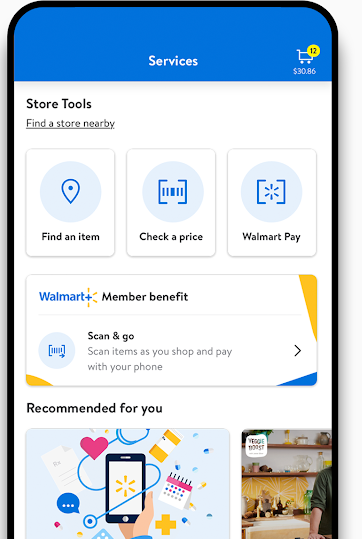 Services
12
$30.86
Store Tools
Find a store nearby
Find an item
Check a price
Walmart Pay
Walmart+ Member benefit
Scan & go
Scan items as you shop and pay
with your phone
Recommended for you
VEGGIE
BOOST